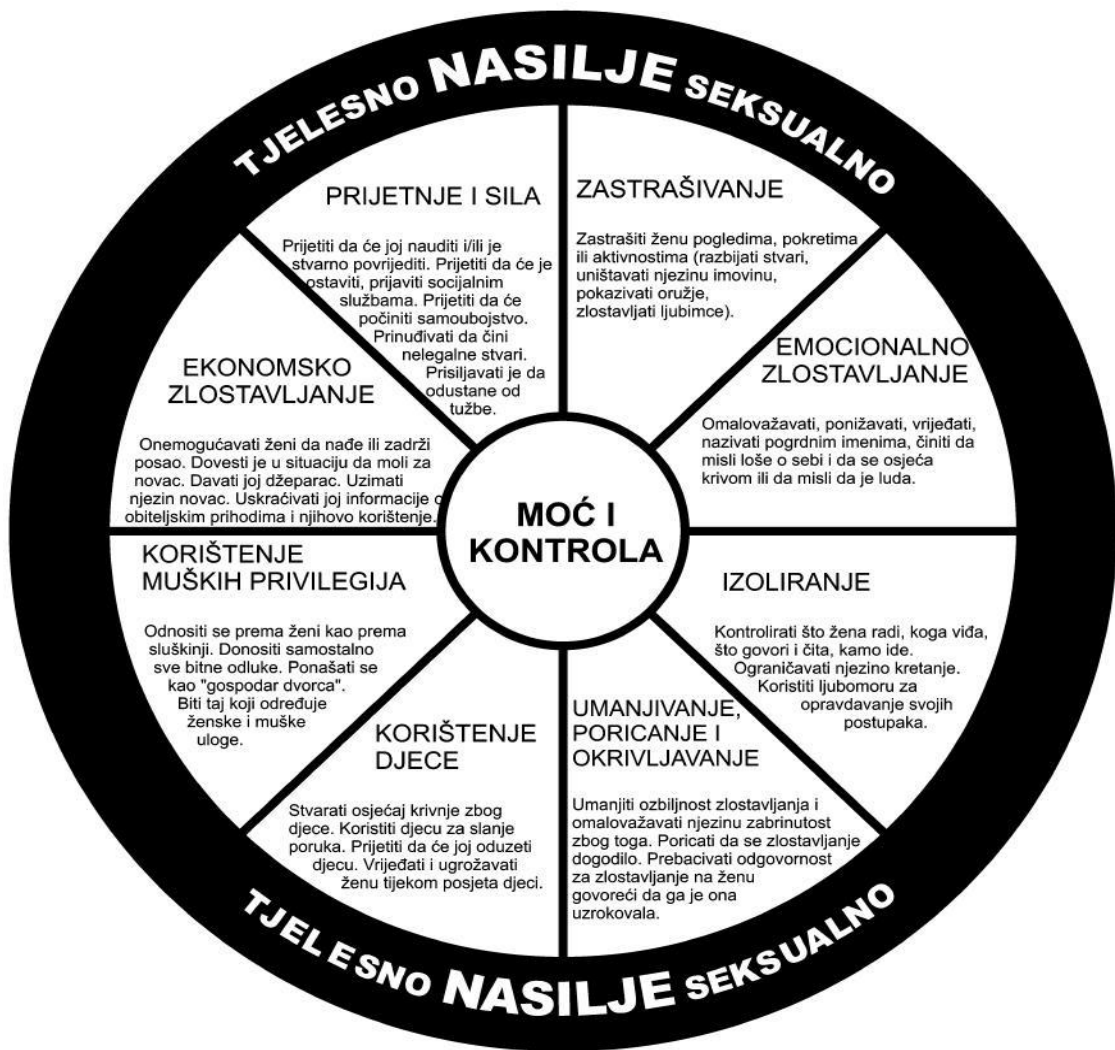 TJELESNO NASILJE SEKSUALNO
PRIJETNJE I SILA
Prijetiti da će joj nauditi i/ili je
stvarno povrijediti. Prijetiti da će je
ostaviti, prijaviti socijalnim
službama. Prijetiti da će
počiniti samoubojstvo.
Prinuđivati da čini
nelegalne stvari.
Prisiljavati je da
odustane od
tužbe.
ZASTRAŠIVANJE
Zastrašiti ženu pogledima, pokretima
ili aktivnostima (razbijati stvari,
uništavati njezinu imovinu,
pokazivati oružje,
zlostavljati ljubimce).
EMOCIONALNO
ZLOSTAVLJANJE
Omalovažavati, ponižavati, vrijeđati,
nazivati pogrdnim imenima, činiti da
misli loše o sebi i da se osjeća
krivom ili da misli da je luda.
IZOLIRANJE
Kontrolirati što žena radi, koga viđa,
što govori i čita, kamo ide.
Ograničavati njezino kretanje.
Koristiti ljubomoru za
opravdavanje svojih
postupaka.
UMANJIVANJE,
PORICANJE I
OKRIVLJAVANJE
Umanjiti ozbiljnost zlostavljanja i
omalovažavati njezinu zabrinutost
zbog toga. Poricati da se zlostavljanje
dogodilo. Prebacivati odgovornost
za zlostavljanje na ženu
govoreći da ga je ona
uzrokovala.
KORIŠTENJE
DJECE
Stvarati osjećaj krivnje zbog
djece. Koristiti djecu za slanje
poruka. Prijetiti da će joj oduzeti
djecu. Vrijeđati i ugrožavati
ženu tijekom posjeta djeci.
KORIŠTENJE
MUŠKIH PRIVILEGIJA
Odnositi se prema ženi kao prema
sluškinji. Donositi samostalno
sve bitne odluke. Ponašati se
kao "gospodar dvorca".
Biti taj koji određuje
ženske i muške
uloge.
EKONOMSKO
ZLOSTAVLJANJE
Onemogućavati ženi da nađe ili zadrži
posao. Dovesti je u situaciju da moli za
novac. Davati joj džeparac. Uzimati
njezin novac. Uskraćivati joj informacije o
obiteljskim prihodima i njihovo korištenje.
MOĆ I
KONTROLA
TJELESNO NASILJE SEKSUALNO